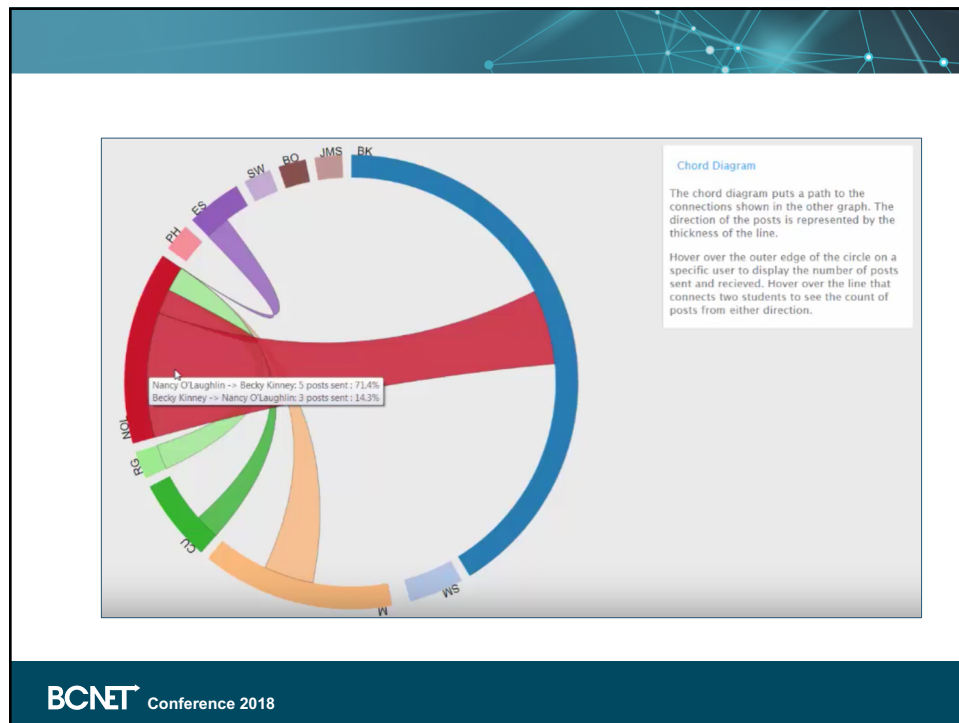 JMS
BK
BO
SW
ES
PH
NOL
RG
CU
M
SM
Nancy O'Laughlin -> Becky Kinney: 5 posts sent : 71.4%
Becky Kinney -> Nancy O'Laughlin: 3 posts sent : 14.3%
Chord Diagram
The chord diagram puts a path to the
connections shown in the other graph. The
direction of the posts is represented by the
thickness of the line.
Hover over the outer edge of the circle on a
specific user to display the number of posts
sent and recieved. Hover over the line that
connects two students to see the count of
posts from either direction.
BCNET Conference 2018